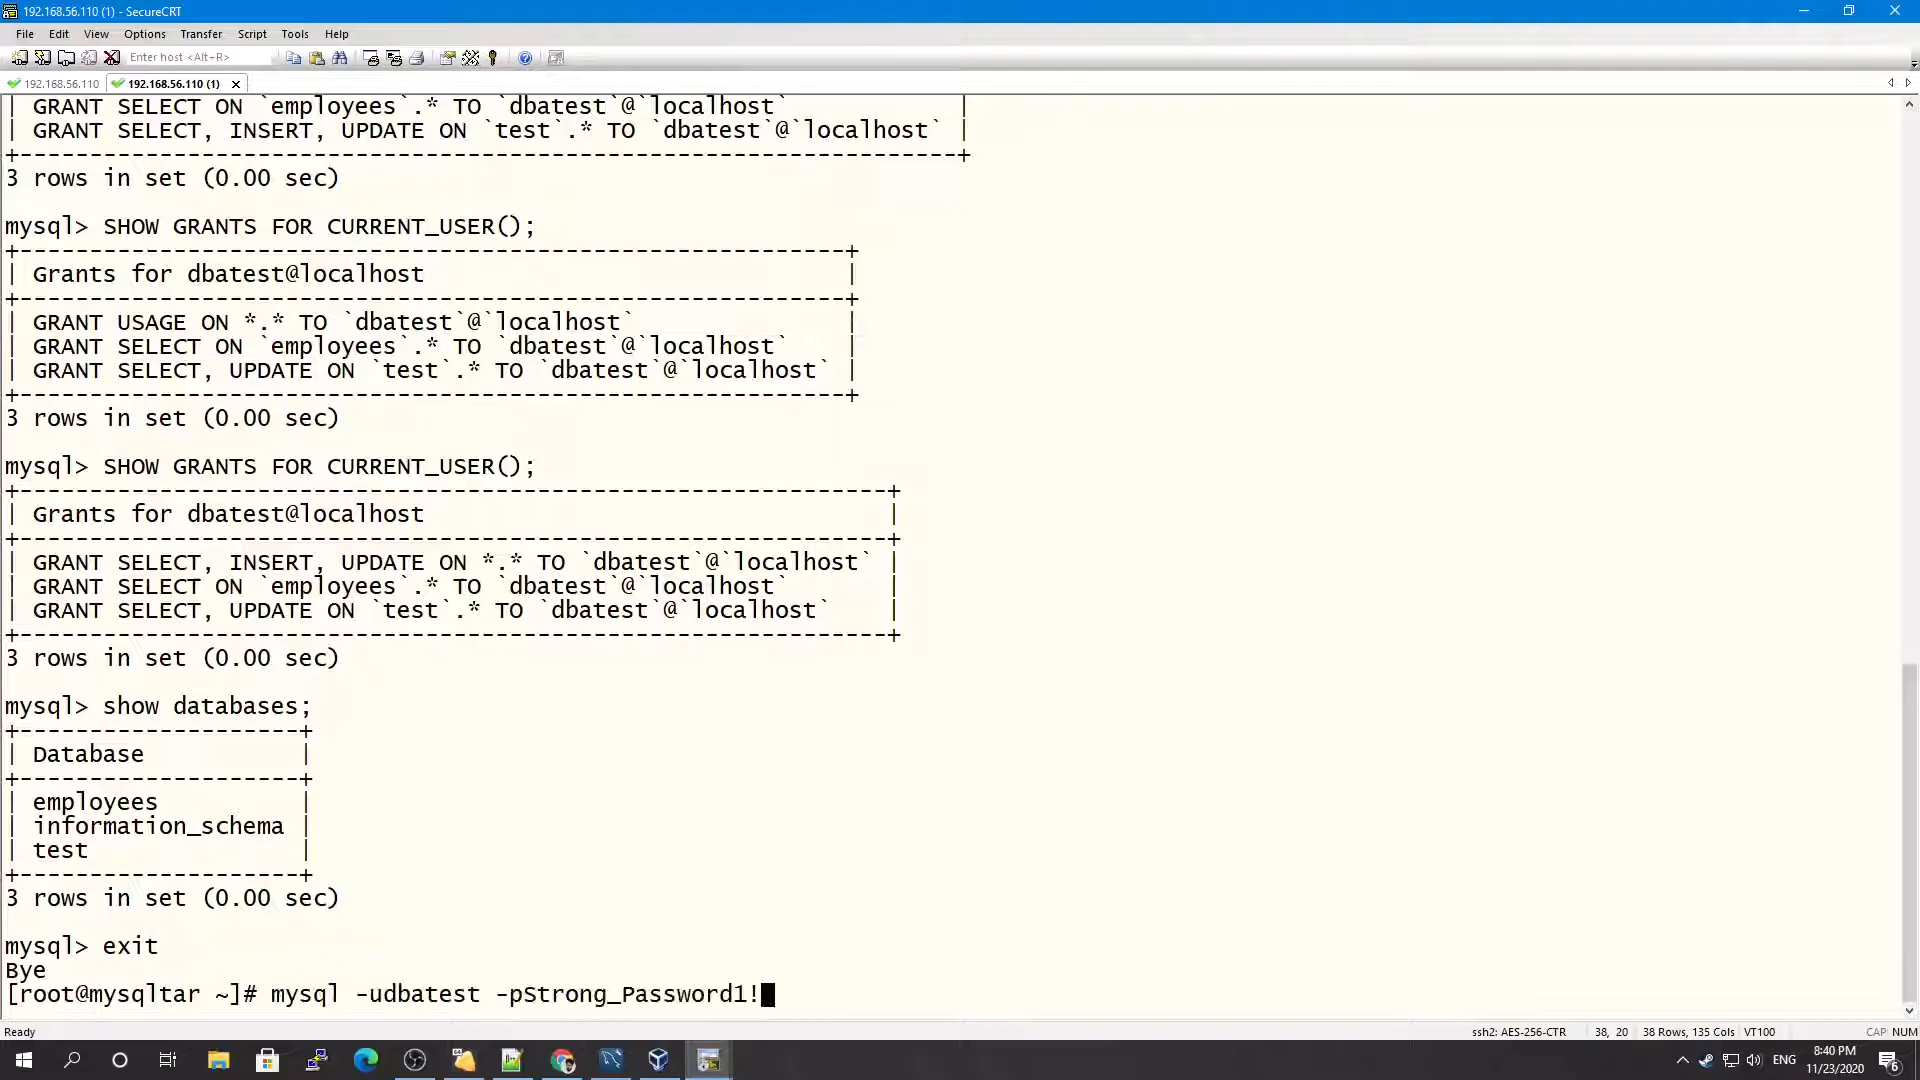 192.168.56.110 (1) - SecureCRT
File Edit View Options Transfer Script Tools Help
Enter host <Alt+R>
192.168.56.110 192.168.56.110 (1)
| GRANT SELECT ON `employees`.* TO `dbatest`@`localhost` |
| GRANT SELECT, INSERT, UPDATE ON `test`.* TO `dbatest`@`localhost` |
+--------------------------------------------------------------------+
3 rows in set (0.00 sec)
mysql> SHOW GRANTS FOR CURRENT_USER();
+------------------------------------------------------------+
| Grants for dbatest@localhost |
+------------------------------------------------------------+
| GRANT USAGE ON *.* TO `dbatest`@`localhost` |
| GRANT SELECT ON `employees`.* TO `dbatest`@`localhost` |
| GRANT SELECT, UPDATE ON `test`.* TO `dbatest`@`localhost` |
+------------------------------------------------------------+
3 rows in set (0.00 sec)
mysql> SHOW GRANTS FOR CURRENT_USER();
+---------------------------------------------------------------+
| Grants for dbatest@localhost |
+---------------------------------------------------------------+
| GRANT SELECT, INSERT, UPDATE ON *.* TO `dbatest`@`localhost` |
| GRANT SELECT ON `employees`.* TO `dbatest`@`localhost` |
| GRANT SELECT, UPDATE ON `test`.* TO `dbatest`@`localhost` |
+---------------------------------------------------------------+
3 rows in set (0.00 sec)
mysql> show databases;
+--------------------+
| Database |
+--------------------+
| employees |
| information_schema |
| test |
+--------------------+
3 rows in set (0.00 sec)
mysql> exit
Bye
[root@mysqltar ~]# mysql -udbatest -pStrong_Password1!
Ready ssh2: AES-256-CTR 38, 20 38 Rows, 135 Cols VT100 CAP NUM
ENG 8:40 PM
11/23/2020 6